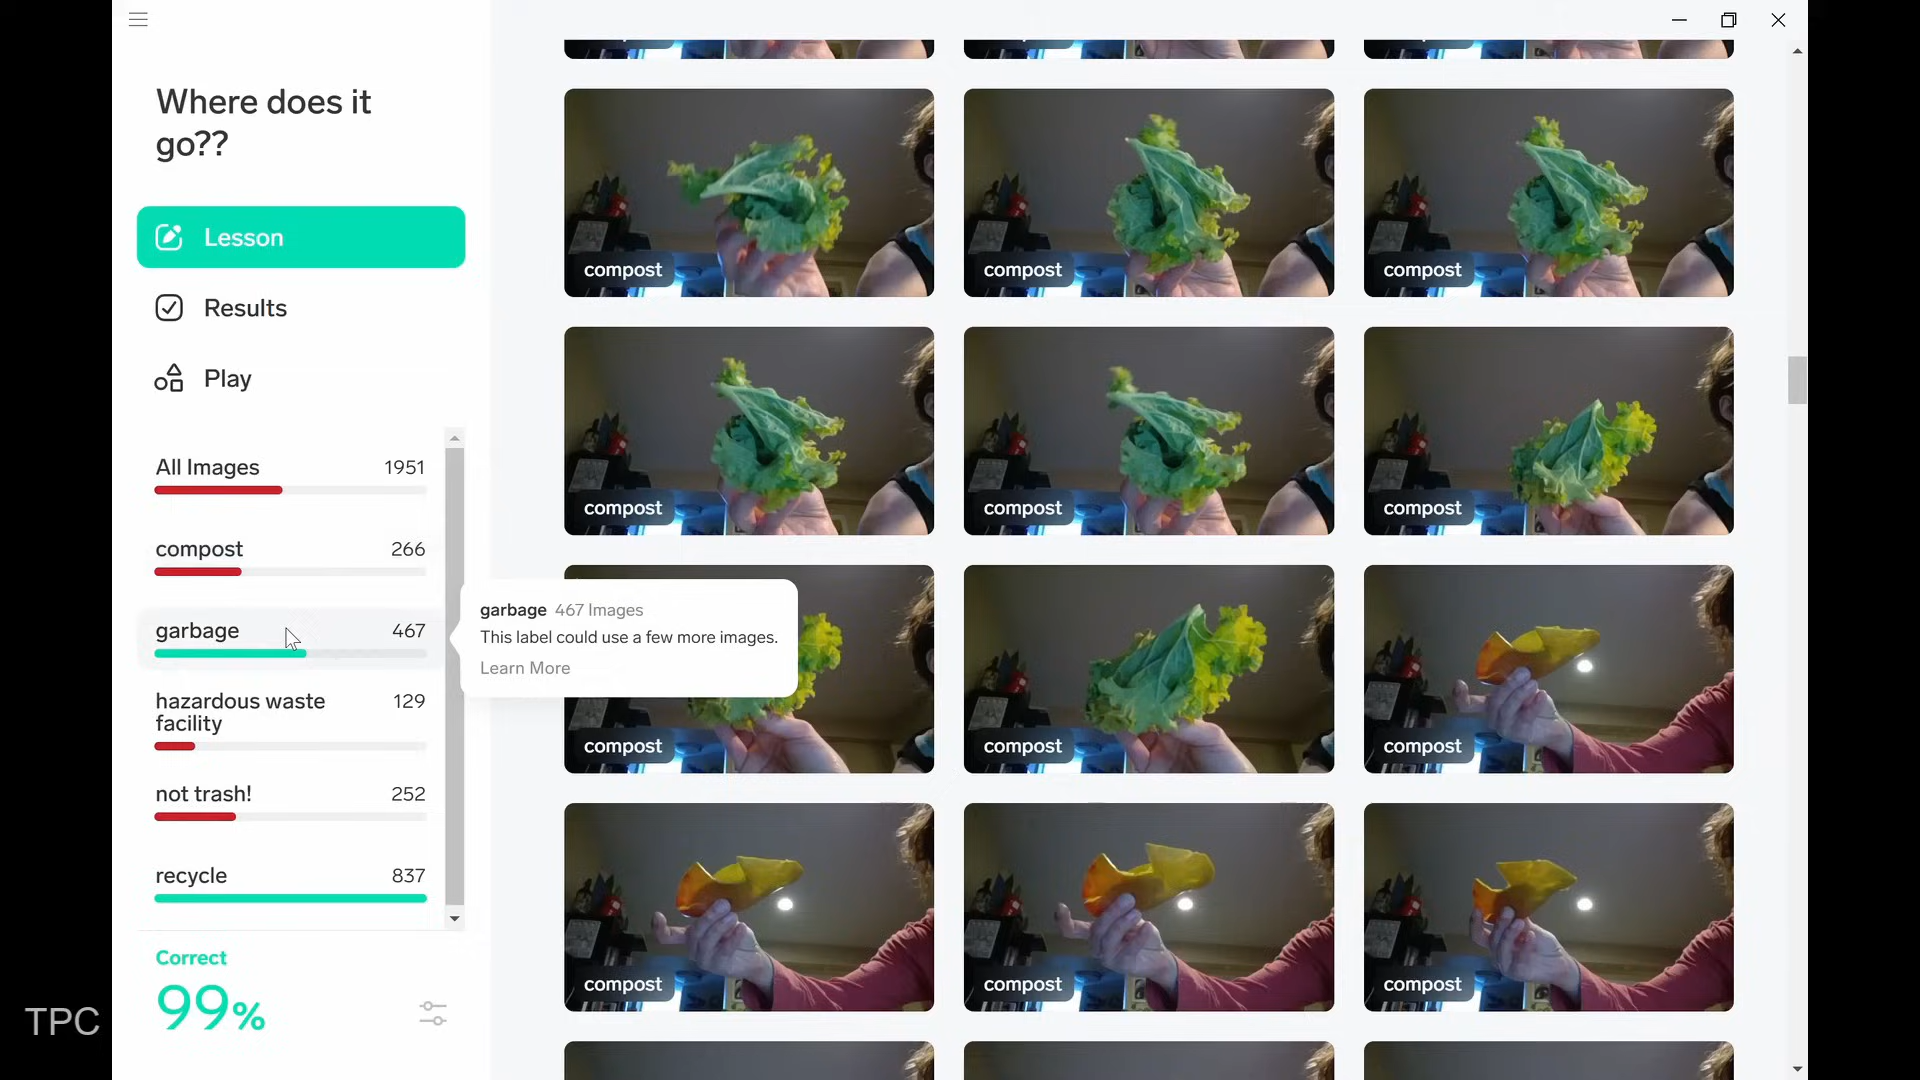 Where does it
go??
Lesson
Results
Play
All Images 1951
compost 266
garbage 467
hazardous waste 129
facility
not trash! 252
recycle 837
Correct
99%
TPC
garbage 467 Images
This label could use a few more images.
Learn More
compost compost compost
compost compost compost
compost compost compost
compost compost compost